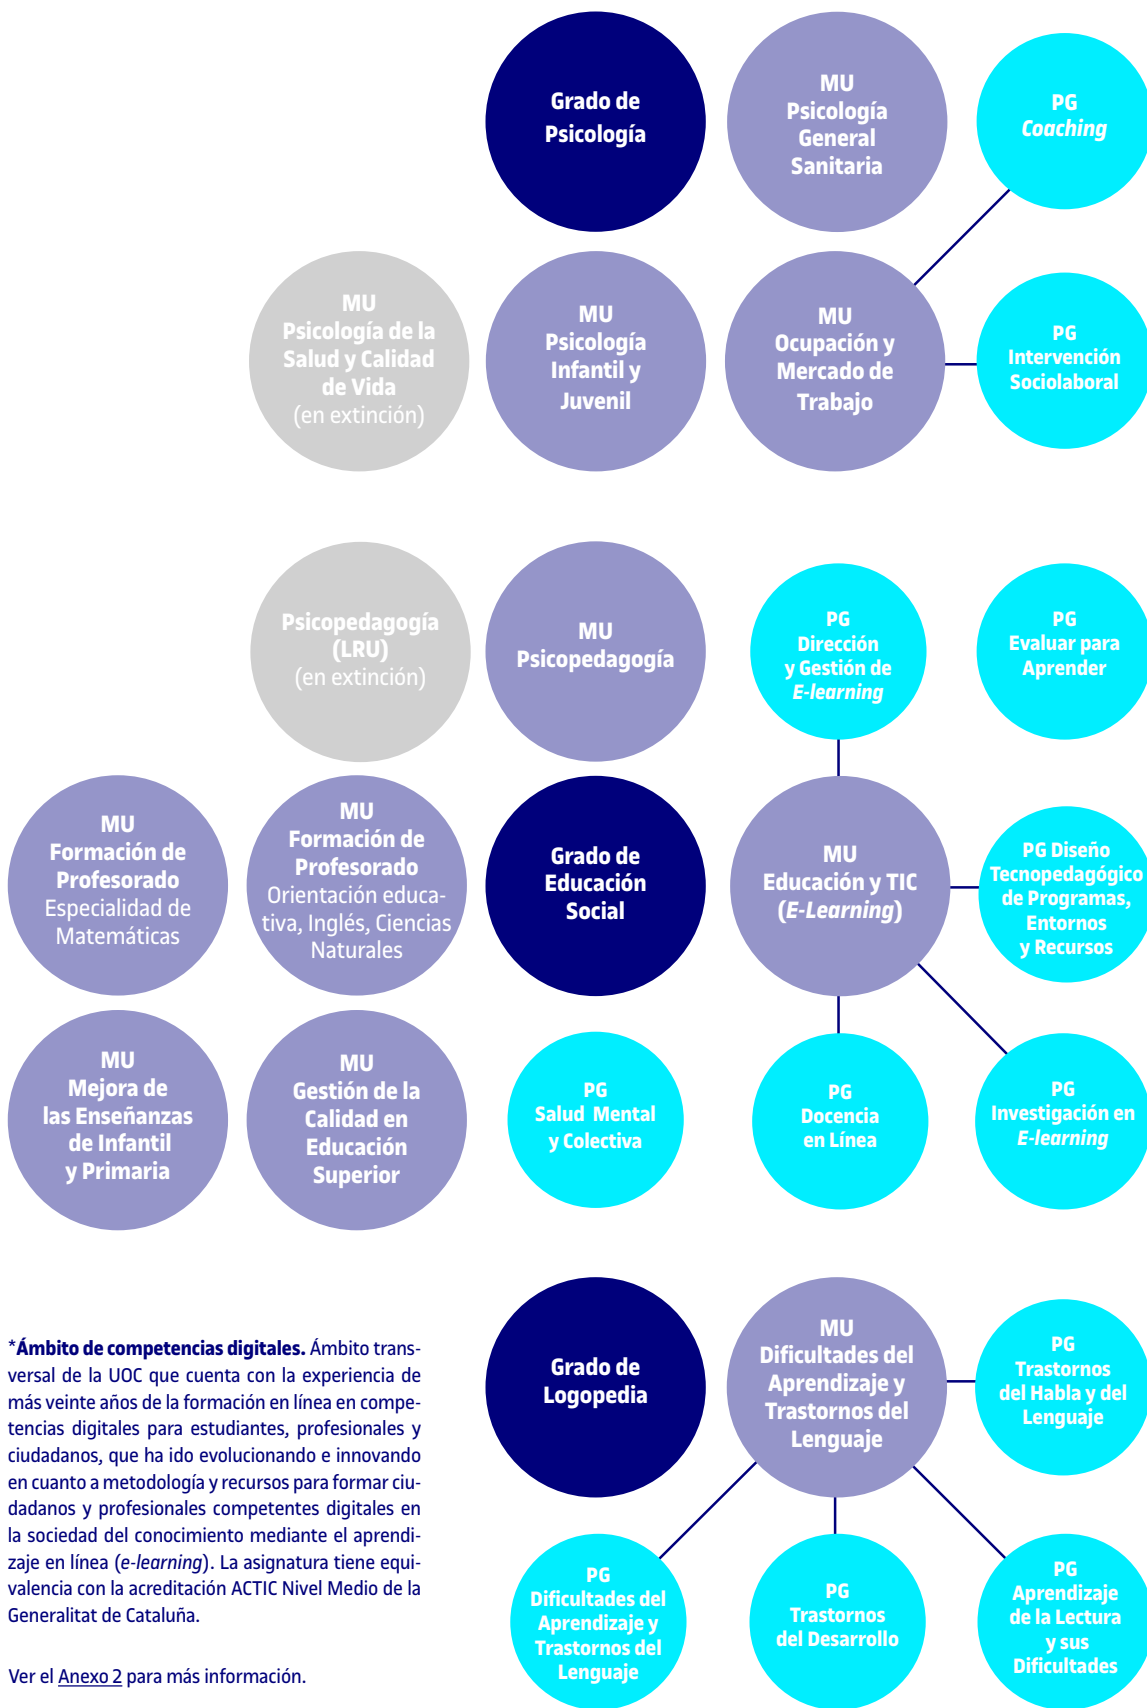 Grado de
Psicología
MU
Psicología
General
Sanitaria
PG
Coaching
MU
Psicología de la
Salud y Calidad
de Vida
(en extinción)
MU
Psicología
Infantil y
Juvenil
MU
Ocupación y
Mercado de
Trabajo
PG
Intervención
Sociolaboral
Psicopedagogía
(LRU)
(en extinción)
MU
Psicopedagogía
PG
Dirección
y Gestión de
E-learning
PG
Evaluar para
Aprender
MU
Formación de
Profesorado
Especialidad de
Matemáticas
MU
Formación de
Profesorado
Orientación educa-
tiva, Inglés, Ciencias
Naturales
Grado de
Educación
Social
MU
Educación y TIC
(E-Learning)
PG Diseño
Tecnopedagógico
de Programas,
Entornos
y Recursos
MU
Mejora de
las Enseñanzas
de Infantil
y Primaria
MU
Gestión de la
Calidad en
Educación
Superior
PG
Salud Mental
y Colectiva
PG
Docencia
en Línea
PG
Investigación en
E-learning
*Ámbito de competencias digitales. Ámbito trans-
versal de la UOC que cuenta con la experiencia de
más veinte años de la formación en línea en compe-
tencias digitales para estudiantes, profesionales y
ciudadanos, que ha ido evolucionando e innovando
en cuanto a metodología y recursos para formar ciu-
dadanos y profesionales competentes digitales en
la sociedad del conocimiento mediante el aprendi-
zaje en línea (e-learning). La asignatura tiene equi-
valencia con la acreditación ACTIC Nivel Medio de la
Generalitat de Cataluña.
Ver el Anexo 2 para más información.
Grado de
Logopedia
MU
Dificultades del
Aprendizaje y
Trastornos del
Lenguaje
PG
Trastornos
del Habla y del
Lenguaje
PG
Dificultades del
Aprendizaje y
Trastornos del
Lenguaje
PG
Trastornos
del Desarrollo
PG
Aprendizaje
de la Lectura
y sus
Dificultades